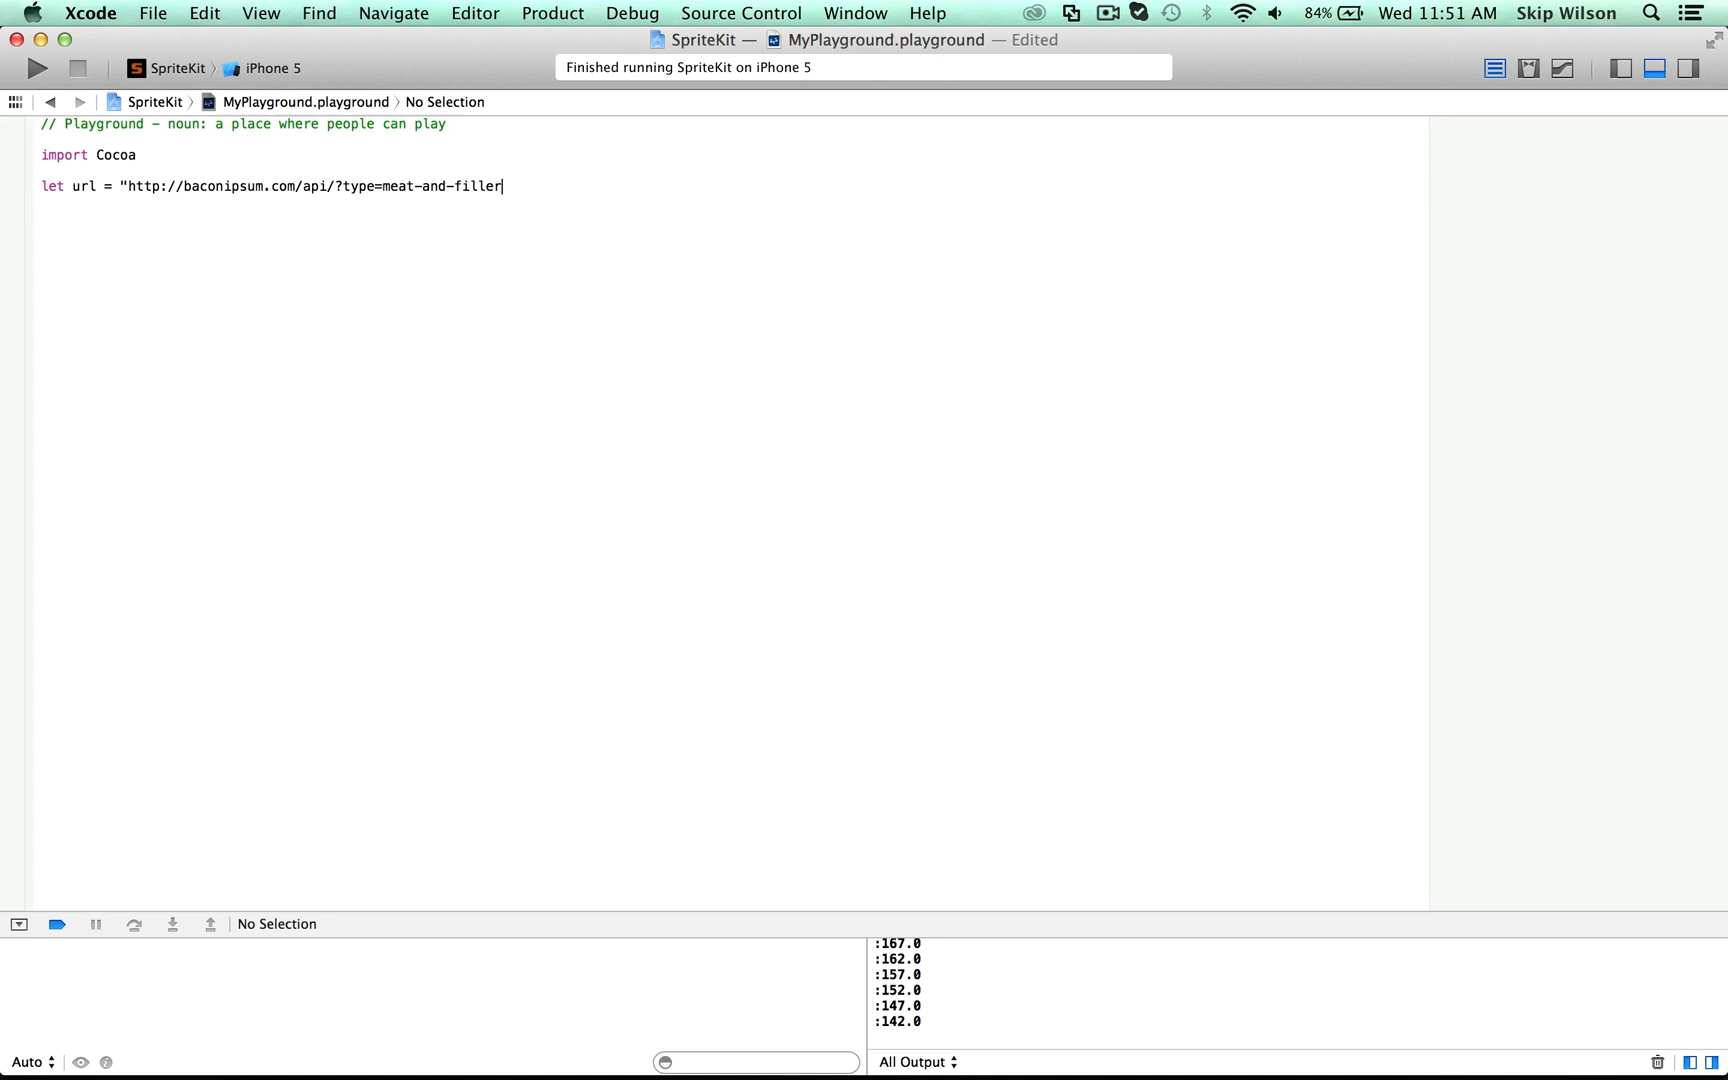 Xcode File Edit View Find Navigate Editor Product Debug Source Control Window Help 84% Wed 11:51 AM Skip Wilson
SpriteKit — MyPlayground.playground — Edited
SpriteKit 〉 iPhone 5 Finished running SpriteKit on iPhone 5
SpriteKit 〉 MyPlayground.playground 〉 No Selection
// Playground - noun: a place where people can play
import Cocoa
let url = "http://baconipsum.com/api/?type=meat-and-filler
No Selection
:167.0
:162.0
:157.0
:152.0
:147.0
:142.0
Auto All Output